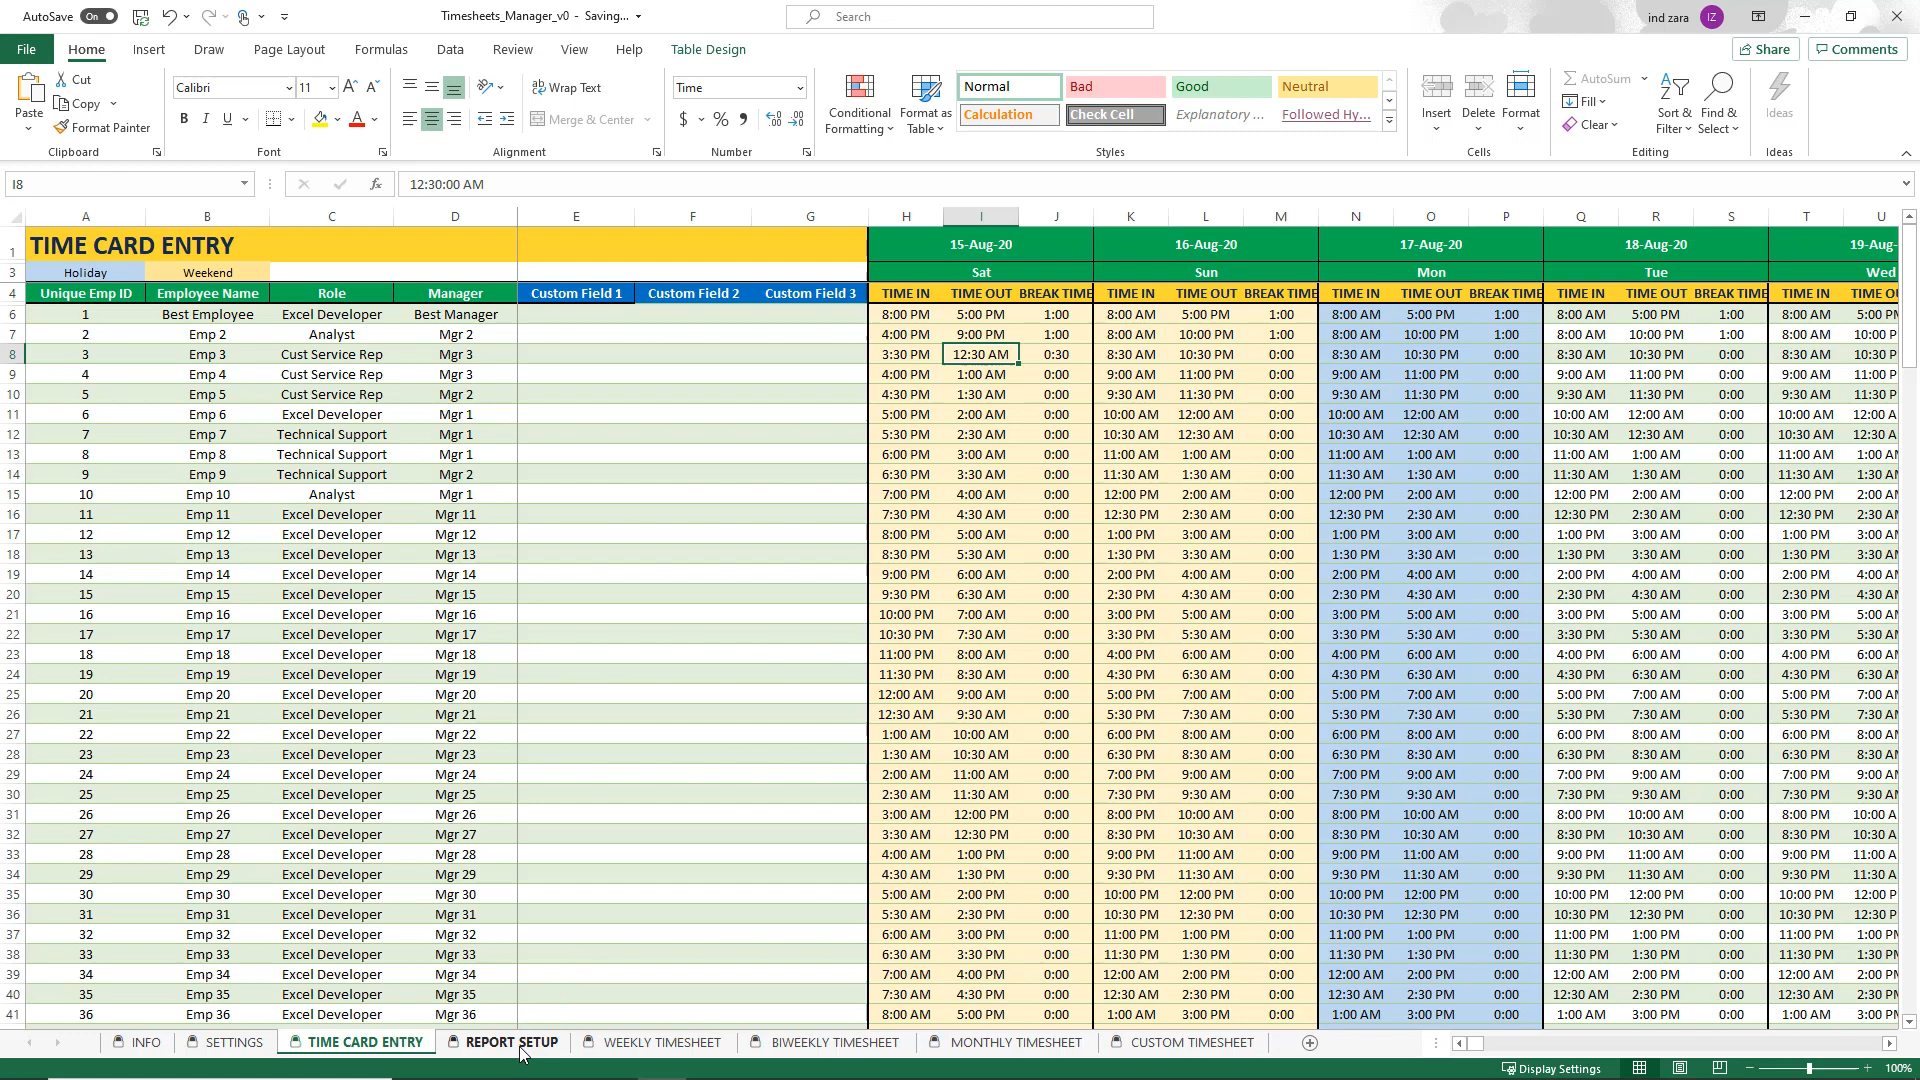 AutoSave On Timesheets_Manager_v0 - Saving... Search ind zara IZ
File Home Insert Draw Page Layout Formulas Data Review View Help Table Design Share Comments
Paste Cut Copy Format Painter Clipboard
Calibri 11 B I U Font
Wrap Text Merge & Center Alignment
Time $ % Number
Conditional Formatting Format as Table Normal Bad Good Neutral Calculation Check Cell Explanatory ... Followed Hy... Styles
Insert Delete Format Cells
AutoSum Fill Clear Sort & Filter Find & Select Editing
Ideas Ideas
I8 fx 12:30:00 AM
A B C D E F G H I J K L M N O P Q R S T U
1 TIME CARD ENTRY 15-Aug-20 16-Aug-20 17-Aug-20 18-Aug-20 19-Aug-
3 Holiday Weekend Sat Sun Mon Tue Wed
4 Unique Emp ID Employee Name Role Manager Custom Field 1 Custom Field 2 Custom Field 3 TIME IN TIME OUT BREAK TIME TIME IN TIME OUT BREAK TIME TIME IN TIME OUT BREAK TIME TIME IN TIME OUT BREAK TIME TIME IN TIME OU
6 1 Best Employee Excel Developer Best Manager 8:00 PM 5:00 PM 1:00 8:00 AM 5:00 PM 1:00 8:00 AM 5:00 PM 1:00 8:00 AM 5:00 PM 1:00 8:00 AM 5:00 PM
7 2 Emp 2 Analyst Mgr 2 4:00 PM 9:00 PM 1:00 8:00 AM 10:00 PM 1:00 8:00 AM 10:00 PM 1:00 8:00 AM 10:00 PM 1:00 8:00 AM 10:00 P
8 3 Emp 3 Cust Service Rep Mgr 3 3:30 PM 12:30 AM 0:30 8:30 AM 10:30 PM 0:00 8:30 AM 10:30 PM 0:00 8:30 AM 10:30 PM 0:00 8:30 AM 10:30 P
9 4 Emp 4 Cust Service Rep Mgr 3 4:00 PM 1:00 AM 0:00 9:00 AM 11:00 PM 0:00 9:00 AM 11:00 PM 0:00 9:00 AM 11:00 PM 0:00 9:00 AM 11:00 P
10 5 Emp 5 Cust Service Rep Mgr 2 4:30 PM 1:30 AM 0:00 9:30 AM 11:30 PM 0:00 9:30 AM 11:30 PM 0:00 9:30 AM 11:30 PM 0:00 9:30 AM 11:30 P
11 6 Emp 6 Excel Developer Mgr 1 5:00 PM 2:00 AM 0:00 10:00 AM 12:00 AM 0:00 10:00 AM 12:00 AM 0:00 10:00 AM 12:00 AM 0:00 10:00 AM 12:00 A
12 7 Emp 7 Technical Support Mgr 1 5:30 PM 2:30 AM 0:00 10:30 AM 12:30 AM 0:00 10:30 AM 12:30 AM 0:00 10:30 AM 12:30 AM 0:00 10:30 AM 12:30 A
13 8 Emp 8 Technical Support Mgr 1 6:00 PM 3:00 AM 0:00 11:00 AM 1:00 AM 0:00 11:00 AM 1:00 AM 0:00 11:00 AM 1:00 AM 0:00 11:00 AM 1:00 AM
14 9 Emp 9 Technical Support Mgr 2 6:30 PM 3:30 AM 0:00 11:30 AM 1:30 AM 0:00 11:30 AM 1:30 AM 0:00 11:30 AM 1:30 AM 0:00 11:30 AM 1:30 AM
15 10 Emp 10 Analyst Mgr 1 7:00 PM 4:00 AM 0:00 12:00 PM 2:00 AM 0:00 12:00 PM 2:00 AM 0:00 12:00 PM 2:00 AM 0:00 12:00 PM 2:00 AM
16 11 Emp 11 Excel Developer Mgr 11 7:30 PM 4:30 AM 0:00 12:30 PM 2:30 AM 0:00 12:30 PM 2:30 AM 0:00 12:30 PM 2:30 AM 0:00 12:30 PM 2:30 AM
17 12 Emp 12 Excel Developer Mgr 12 8:00 PM 5:00 AM 0:00 1:00 PM 3:00 AM 0:00 1:00 PM 3:00 AM 0:00 1:00 PM 3:00 AM 0:00 1:00 PM 3:00 AM
18 13 Emp 13 Excel Developer Mgr 13 8:30 PM 5:30 AM 0:00 1:30 PM 3:30 AM 0:00 1:30 PM 3:30 AM 0:00 1:30 PM 3:30 AM 0:00 1:30 PM 3:30 AM
19 14 Emp 14 Excel Developer Mgr 14 9:00 PM 6:00 AM 0:00 2:00 PM 4:00 AM 0:00 2:00 PM 4:00 AM 0:00 2:00 PM 4:00 AM 0:00 2:00 PM 4:00 AM
20 15 Emp 15 Excel Developer Mgr 15 9:30 PM 6:30 AM 0:00 2:30 PM 4:30 AM 0:00 2:30 PM 4:30 AM 0:00 2:30 PM 4:30 AM 0:00 2:30 PM 4:30 AM
21 16 Emp 16 Excel Developer Mgr 16 10:00 PM 7:00 AM 0:00 3:00 PM 5:00 AM 0:00 3:00 PM 5:00 AM 0:00 3:00 PM 5:00 AM 0:00 3:00 PM 5:00 AM
22 17 Emp 17 Excel Developer Mgr 17 10:30 PM 7:30 AM 0:00 3:30 PM 5:30 AM 0:00 3:30 PM 5:30 AM 0:00 3:30 PM 5:30 AM 0:00 3:30 PM 5:30 AM
23 18 Emp 18 Excel Developer Mgr 18 11:00 PM 8:00 AM 0:00 4:00 PM 6:00 AM 0:00 4:00 PM 6:00 AM 0:00 4:00 PM 6:00 AM 0:00 4:00 PM 6:00 AM
24 19 Emp 19 Excel Developer Mgr 19 11:30 PM 8:30 AM 0:00 4:30 PM 6:30 AM 0:00 4:30 PM 6:30 AM 0:00 4:30 PM 6:30 AM 0:00 4:30 PM 6:30 AM
25 20 Emp 20 Excel Developer Mgr 20 12:00 AM 9:00 AM 0:00 5:00 PM 7:00 AM 0:00 5:00 PM 7:00 AM 0:00 5:00 PM 7:00 AM 0:00 5:00 PM 7:00 AM
26 21 Emp 21 Excel Developer Mgr 21 12:30 AM 9:30 AM 0:00 5:30 PM 7:30 AM 0:00 5:30 PM 7:30 AM 0:00 5:30 PM 7:30 AM 0:00 5:30 PM 7:30 AM
27 22 Emp 22 Excel Developer Mgr 22 1:00 AM 10:00 AM 0:00 6:00 PM 8:00 AM 0:00 6:00 PM 8:00 AM 0:00 6:00 PM 8:00 AM 0:00 6:00 PM 8:00 AM
28 23 Emp 23 Excel Developer Mgr 23 1:30 AM 10:30 AM 0:00 6:30 PM 8:30 AM 0:00 6:30 PM 8:30 AM 0:00 6:30 PM 8:30 AM 0:00 6:30 PM 8:30 AM
29 24 Emp 24 Excel Developer Mgr 24 2:00 AM 11:00 AM 0:00 7:00 PM 9:00 AM 0:00 7:00 PM 9:00 AM 0:00 7:00 PM 9:00 AM 0:00 7:00 PM 9:00 AM
30 25 Emp 25 Excel Developer Mgr 25 2:30 AM 11:30 AM 0:00 7:30 PM 9:30 AM 0:00 7:30 PM 9:30 AM 0:00 7:30 PM 9:30 AM 0:00 7:30 PM 9:30 AM
31 26 Emp 26 Excel Developer Mgr 26 3:00 AM 12:00 PM 0:00 8:00 PM 10:00 AM 0:00 8:00 PM 10:00 AM 0:00 8:00 PM 10:00 AM 0:00 8:00 PM 10:00 A
32 27 Emp 27 Excel Developer Mgr 27 3:30 AM 12:30 PM 0:00 8:30 PM 10:30 AM 0:00 8:30 PM 10:30 AM 0:00 8:30 PM 10:30 AM 0:00 8:30 PM 10:30 A
33 28 Emp 28 Excel Developer Mgr 28 4:00 AM 1:00 PM 0:00 9:00 PM 11:00 AM 0:00 9:00 PM 11:00 AM 0:00 9:00 PM 11:00 AM 0:00 9:00 PM 11:00 A
34 29 Emp 29 Excel Developer Mgr 29 4:30 AM 1:30 PM 0:00 9:30 PM 11:30 AM 0:00 9:30 PM 11:30 AM 0:00 9:30 PM 11:30 AM 0:00 9:30 PM 11:30 A
35 30 Emp 30 Excel Developer Mgr 30 5:00 AM 2:00 PM 0:00 10:00 PM 12:00 PM 0:00 10:00 PM 12:00 PM 0:00 10:00 PM 12:00 PM 0:00 10:00 PM 12:00 P
36 31 Emp 31 Excel Developer Mgr 31 5:30 AM 2:30 PM 0:00 10:30 PM 12:30 PM 0:00 10:30 PM 12:30 PM 0:00 10:30 PM 12:30 PM 0:00 10:30 PM 12:30 P
37 32 Emp 32 Excel Developer Mgr 32 6:00 AM 3:00 PM 0:00 11:00 PM 1:00 PM 0:00 11:00 PM 1:00 PM 0:00 11:00 PM 1:00 PM 0:00 11:00 PM 1:00 PM
38 33 Emp 33 Excel Developer Mgr 33 6:30 AM 3:30 PM 0:00 11:30 PM 1:30 PM 0:00 11:30 PM 1:30 PM 0:00 11:30 PM 1:30 PM 0:00 11:30 PM 1:30 PM
39 34 Emp 34 Excel Developer Mgr 34 7:00 AM 4:00 PM 0:00 12:00 AM 2:00 PM 0:00 12:00 AM 2:00 PM 0:00 12:00 AM 2:00 PM 0:00 12:00 AM 2:00 PM
40 35 Emp 35 Excel Developer Mgr 35 7:30 AM 4:30 PM 0:00 12:30 AM 2:30 PM 0:00 12:30 AM 2:30 PM 0:00 12:30 AM 2:30 PM 0:00 12:30 AM 2:30 PM
41 36 Emp 36 Excel Developer Mgr 36 8:00 AM 5:00 PM 0:00 1:00 AM 3:00 PM 0:00 1:00 AM 3:00 PM 0:00 1:00 AM 3:00 PM 0:00 1:00 AM 3:00 PM
INFO SETTINGS TIME CARD ENTRY REPORT SETUP WEEKLY TIMESHEET BIWEEKLY TIMESHEET MONTHLY TIMESHEET CUSTOM TIMESHEET
Display Settings 100%